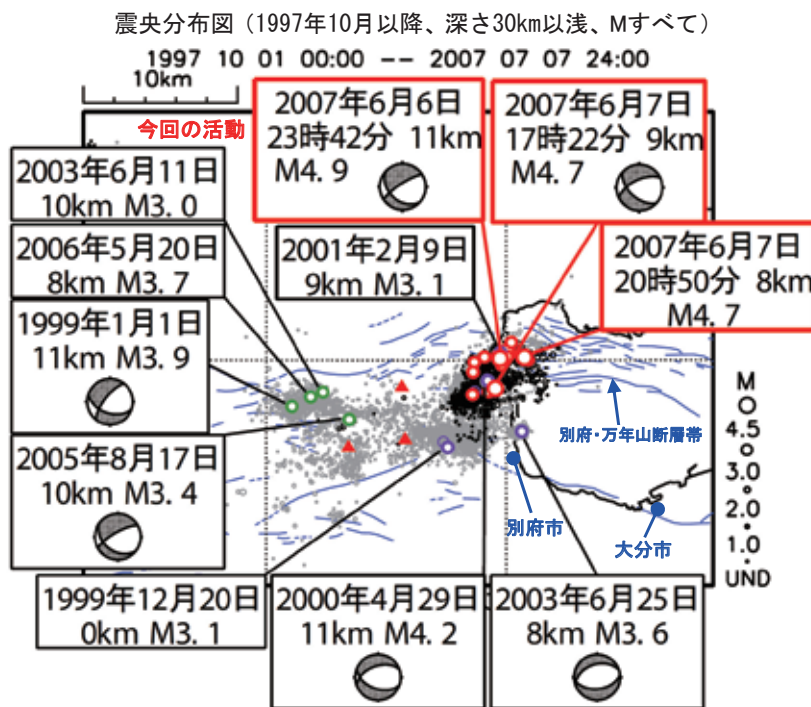 震央分布図（1997年10月以降、深さ30km以浅、Mすべて）
1997 10 01 00:00 -- 2007 07 07 24:00
10km
今回の活動
2007年6月6日
23時42分 11km
M4.9
2007年6月7日
17時22分 9km
M4.7
2003年6月11日
10km M3.0
2006年5月20日
8km M3.7
2001年2月9日
9km M3.1
2007年6月7日
20時50分 8km
M4.7
1999年1月1日
11km M3.9
2005年8月17日
10km M3.4
別府・万年山断層帯
別府市
大分市
M
4.5
3.0
2.0
1.0
UND
1999年12月20日
0km M3.1
2000年4月29日
11km M4.2
2003年6月25日
8km M3.6